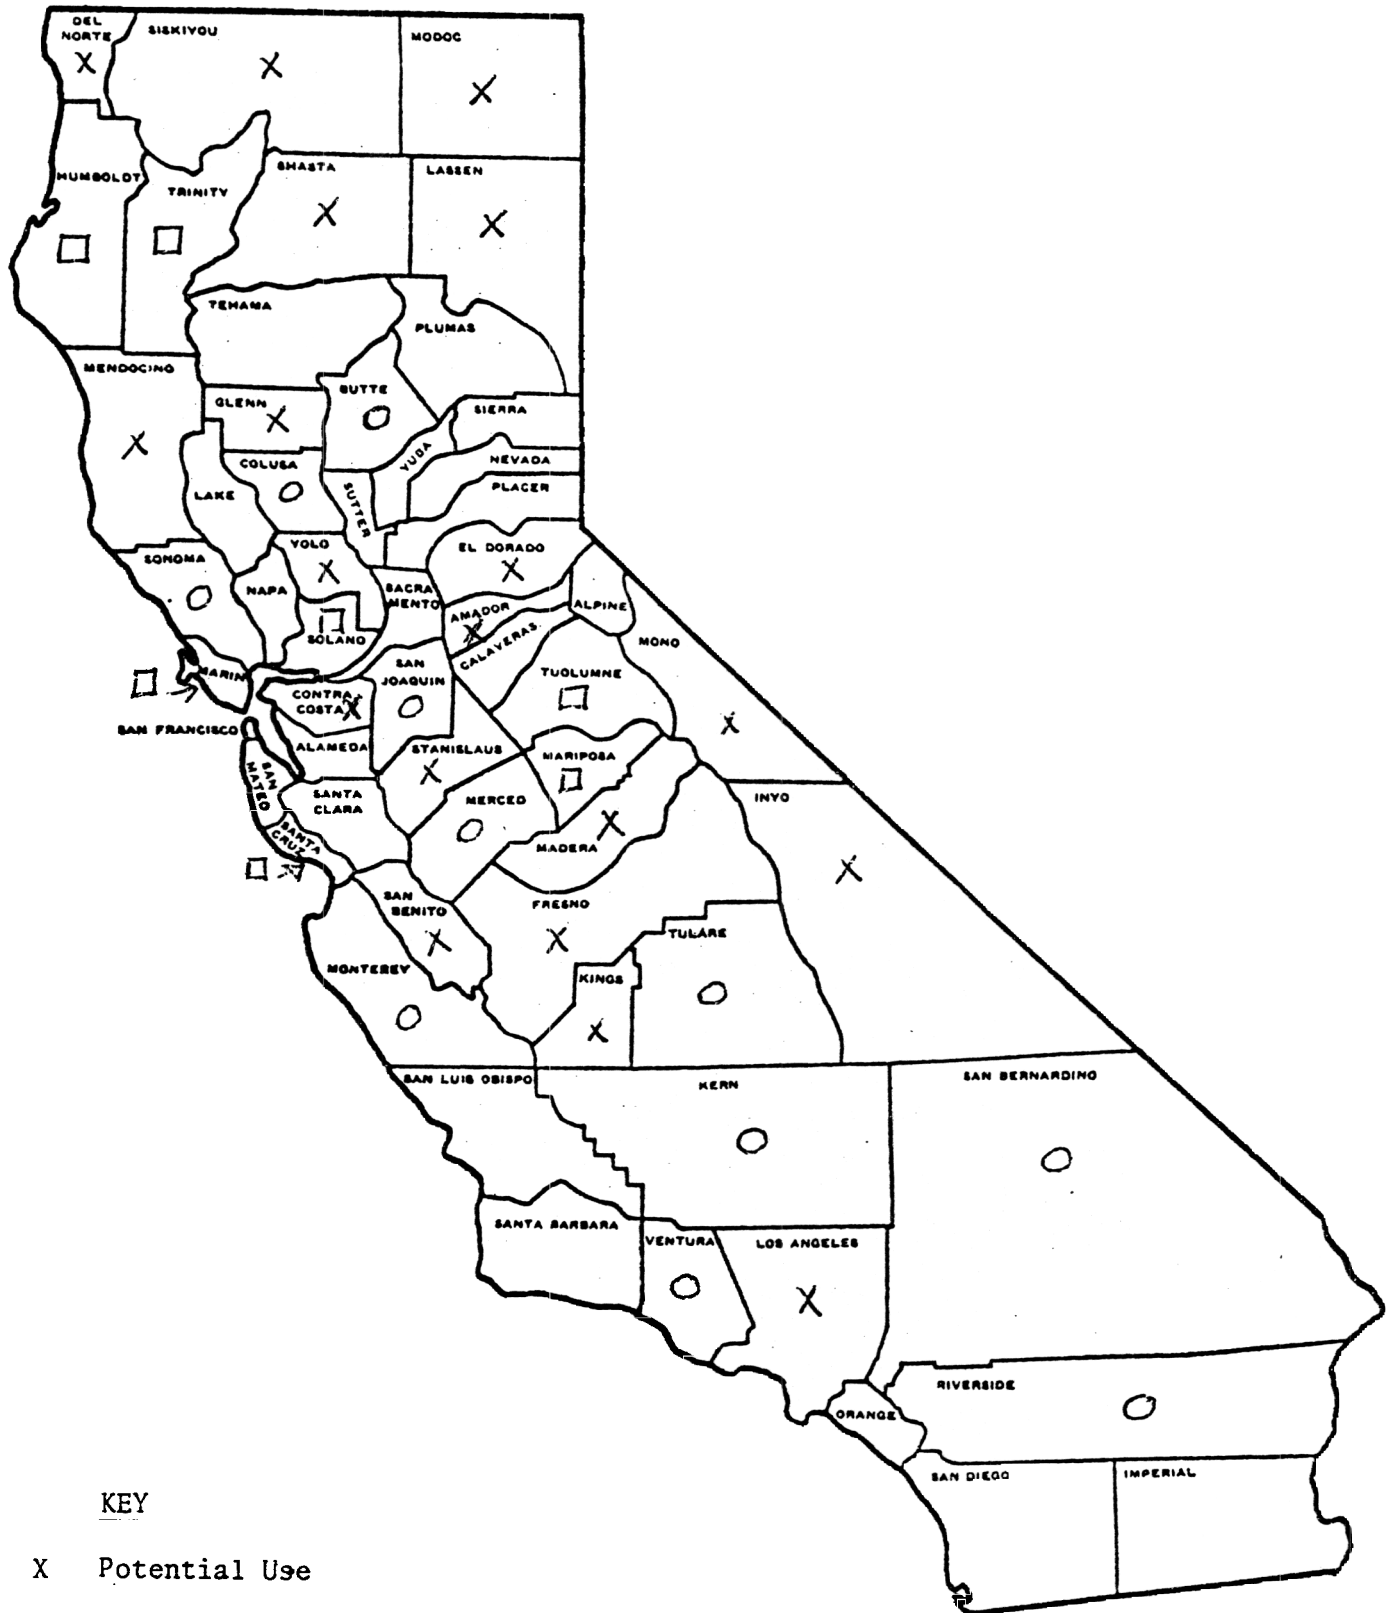 DEL
NORTE
X
SISKIYOU
X
MODOC
X
HUMBOLDT
TRINITY
SHASTA
X
LASSEN
X
TEHAMA
PLUMAS
MENDOCINO
X
GLENN
X
BUTTE
SIERRA
YUBA
NEVADA
COLUSA
LAKE
SUTTER
PLACER
SONOMA
YOLO
X
EL DORADO
X
NAPA
SACRA
MENTO
AMADOR
X
ALPINE
SOLANO
CALAVERAS
MONO
X
MARIN
SAN
JOAQUIN
TUOLUMNE
CONTRA
COSTA X
SAN FRANCISCO
ALAMEDA
STANISLAUS
X
MARIPOSA
SAN
MATEO
SANTA
CLARA
MERCED
INYO
X
SANTA
CRUZ
MADERA
X
SAN
BENITO
X
FRESNO
X
TULARE
MONTEREY
KINGS
X
SAN LUIS OBISPO
KERN
SAN BERNARDINO
SANTA BARBARA
VENTURA
LOS ANGELES
X
RIVERSIDE
ORANGE
SAN DIEGO
IMPERIAL
KEY
X Potential Use